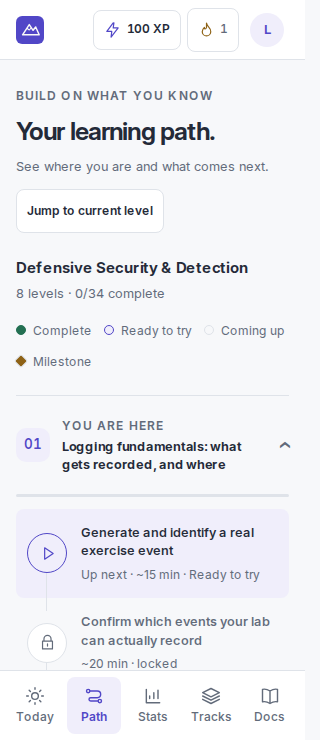 100 XP
1
L
BUILD ON WHAT YOU KNOW
Your learning path.
See where you are and what comes next.
Jump to current level
Defensive Security & Detection
8 levels · 0/34 complete
Complete
Ready to try
Coming up
Milestone
01
YOU ARE HERE
Logging fundamentals: what
gets recorded, and where
Generate and identify a real
exercise event
Up next · ~15 min · Ready to try
Confirm which events your lab
can actually record
~20 min · locked
Today
Path
Stats
Tracks
Docs